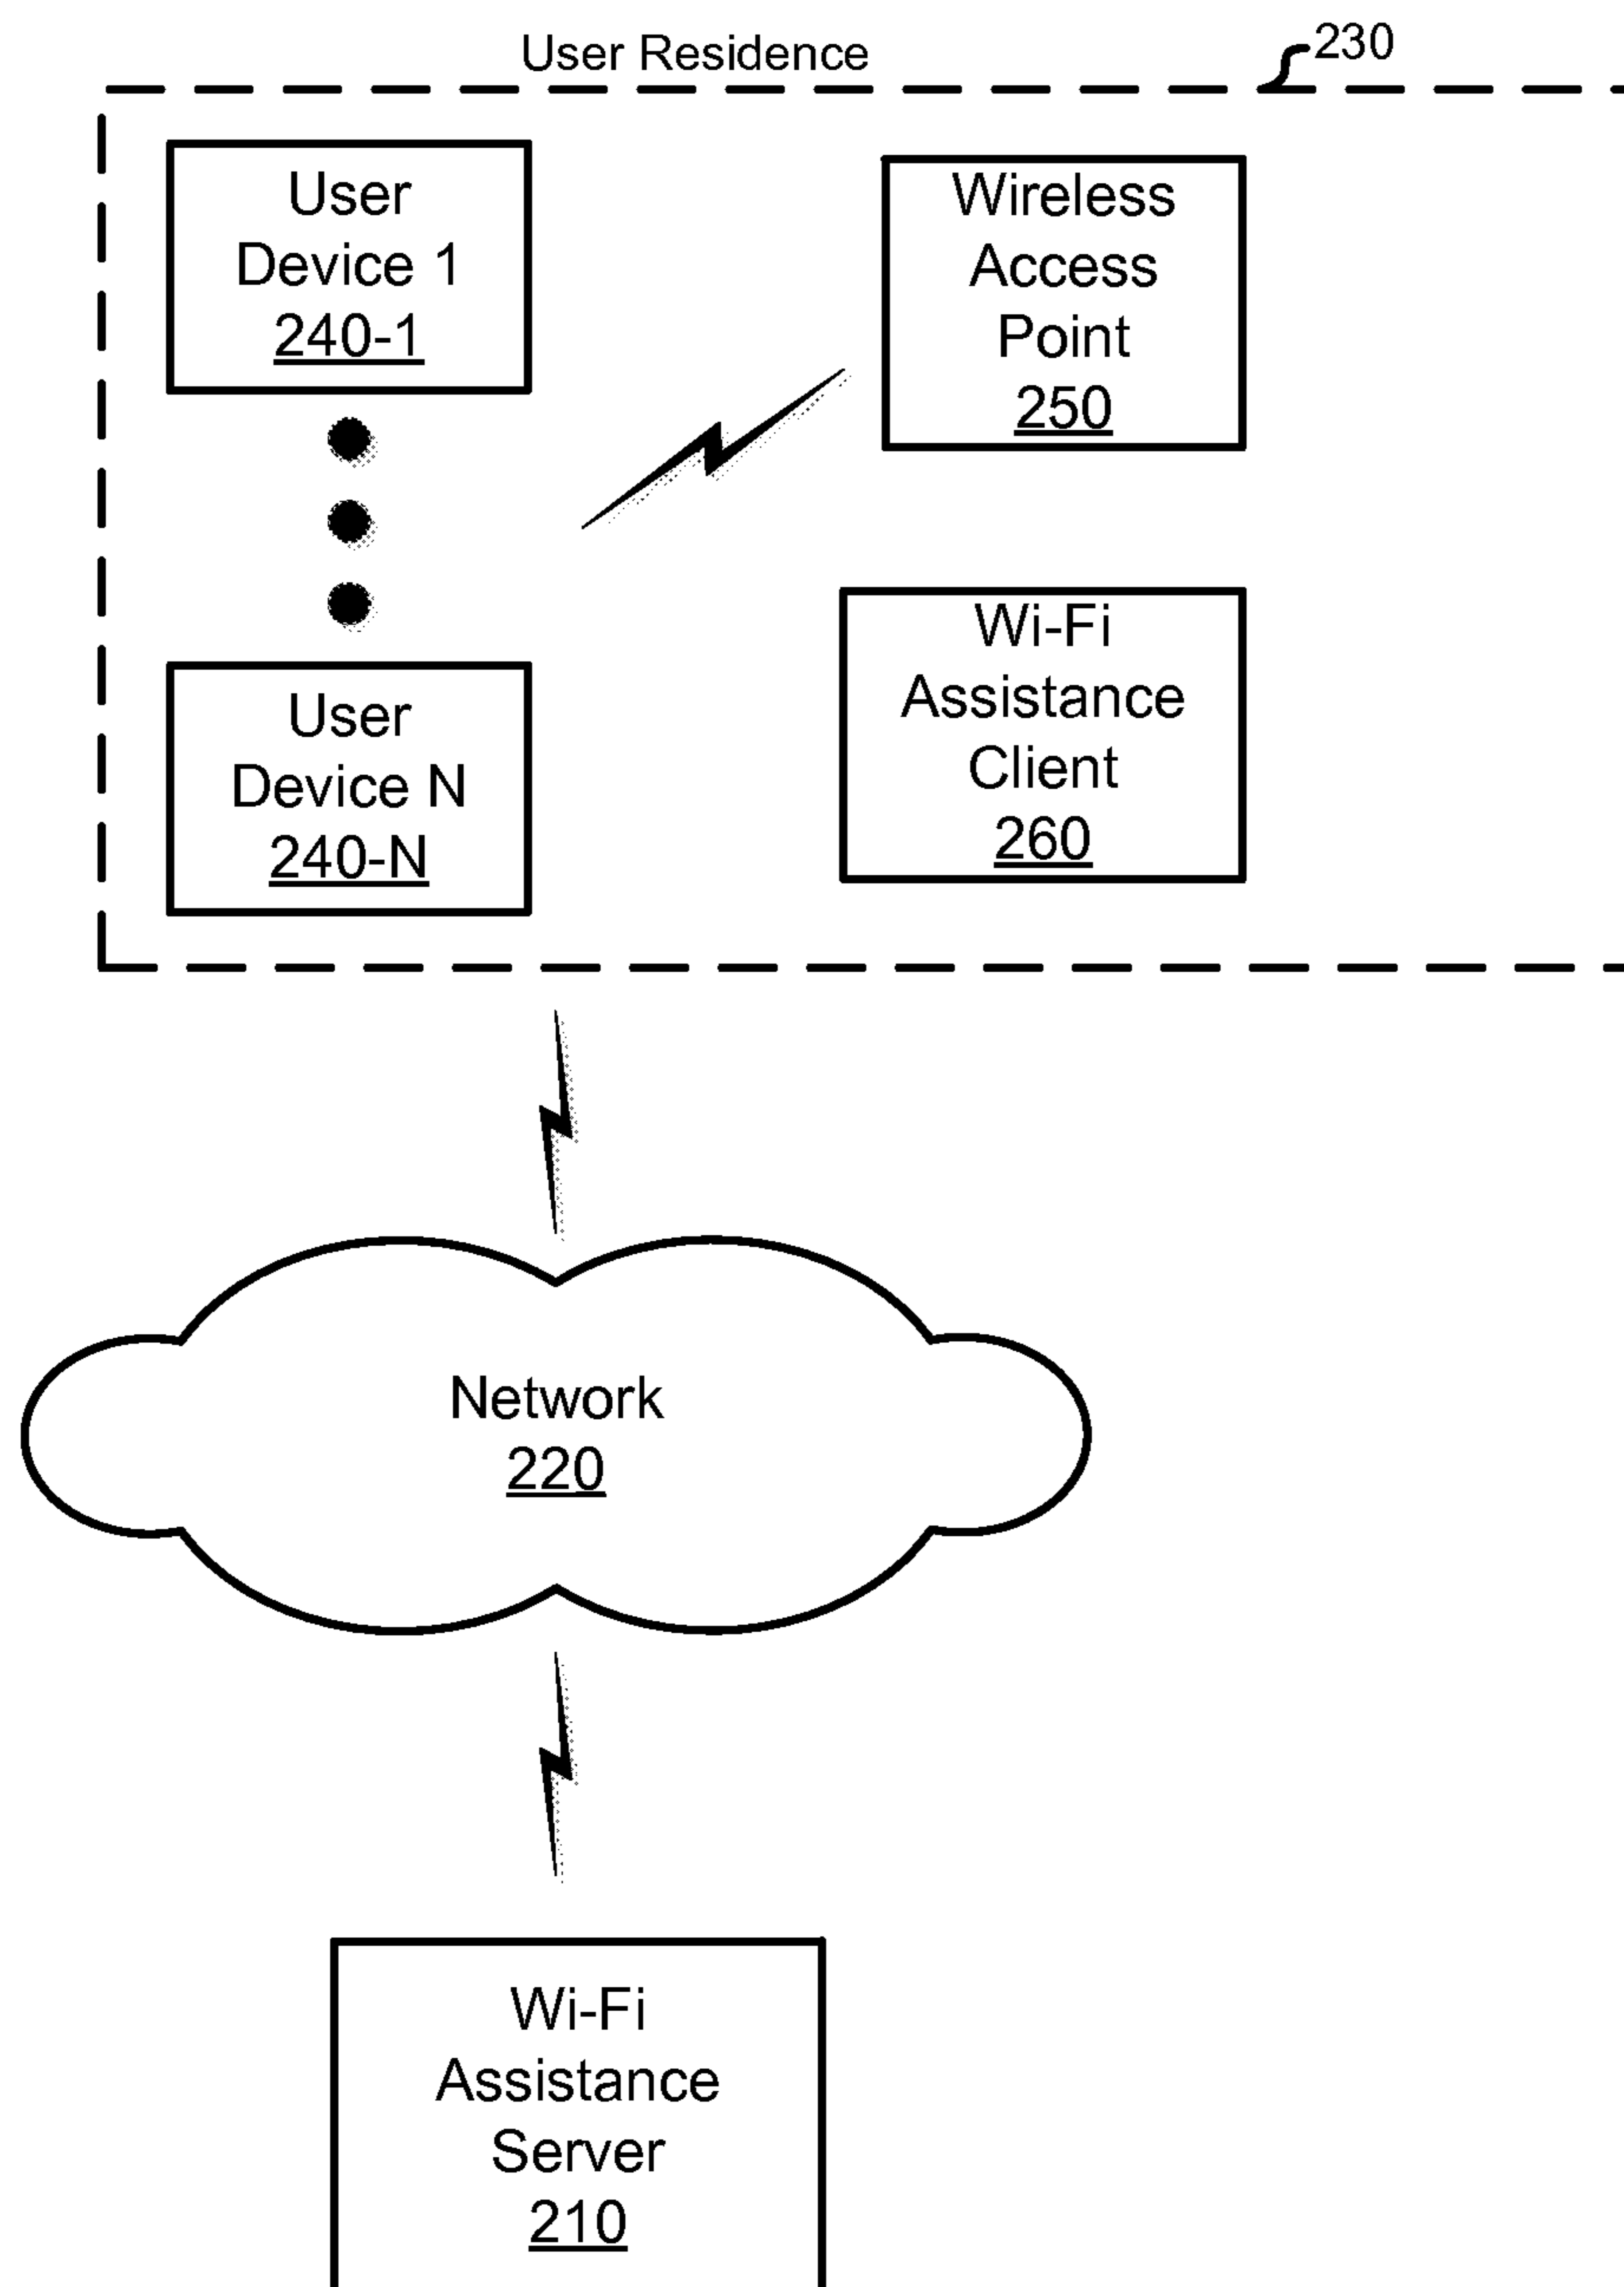 User Residence
230
User
Device 1
240-1
Wireless
Access
Point
250
User
Device N
240-N
Wi-Fi
Assistance
Client
260
Network
220
Wi-Fi
Assistance
Server
210